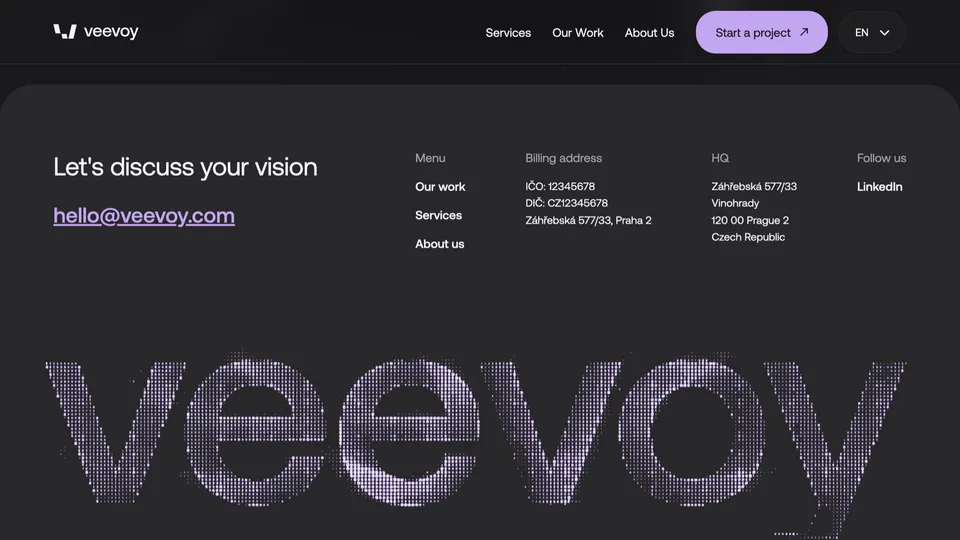 veevoy
Services
Our Work
About Us
Start a project
EN
Let's discuss your vision
hello@veevoy.com
Menu
Our work
Services
About us
Billing address
IČO: 12345678
DIČ: CZ12345678
Záhřebská 577/33, Praha 2
HQ
Záhřebská 577/33
Vinohrady
120 00 Prague 2
Czech Republic
Follow us
LinkedIn
veevoy